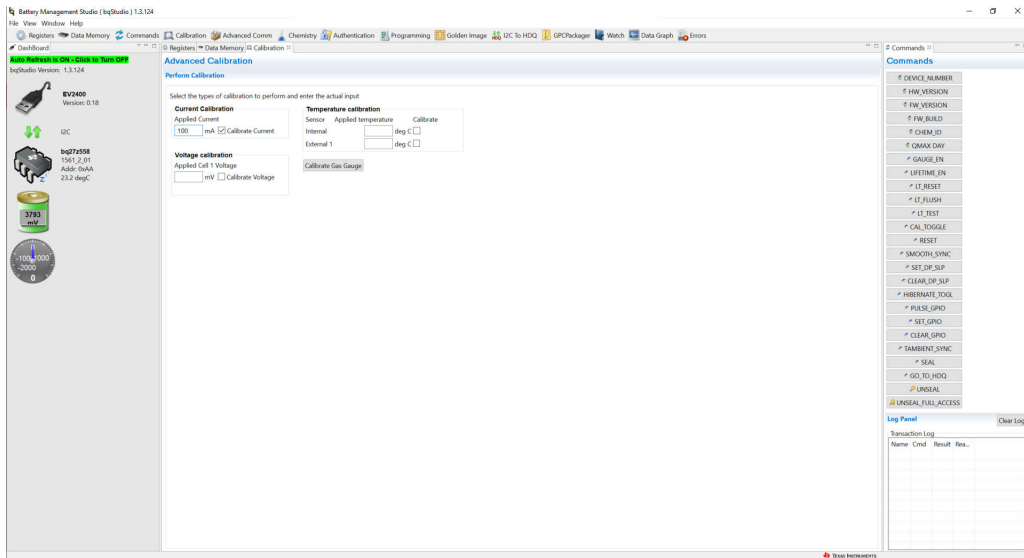 Battery Management Studio ( bqStudio ) 1.3.124
File View Window Help
Registers Data Memory Commands Calibration Advanced Comm Chemistry Authentication Programming Golden Image I2C To HDQ GPCPackager Watch Data Graph Errors
DashBoard
Auto Refresh is ON - Click to Turn OFF
bqStudio Version: 1.3.124
EV2400
Version: 0.18
I2C
bq27z558
1561_2_01
Addr: 0xAA
23.2 degC
3793
mV
-100 1000
-2000
0
Registers Data Memory Calibration
Advanced Calibration
Perform Calibration
Select the types of calibration to perform and enter the actual input
Current Calibration
Applied Current
100 mA Calibrate Current
Temperature calibration
Sensor Applied temperature Calibrate
Internal deg C
External 1 deg C
Voltage calibration
Applied Cell 1 Voltage
mV Calibrate Voltage
Calibrate Gas Gauge
Commands
Commands
DEVICE_NUMBER
HW_VERSION
FW_VERSION
FW_BUILD
CHEM_ID
QMAX DAY
GAUGE_EN
LIFETIME_EN
LT_RESET
LT_FLUSH
LT_TEST
CAL_TOGGLE
RESET
SMOOTH_SYNC
SET_DP_SLP
CLEAR_DP_SLP
HIBERNATE_TOGL
PULSE_GPIO
SET_GPIO
CLEAR_GPIO
TAMBIENT_SYNC
SEAL
GO_TO_HDQ
UNSEAL
UNSEAL_FULL_ACCESS
Log Panel
Clear Log
Transaction Log
Name Cmd Result Rea...
TEXAS INSTRUMENTS